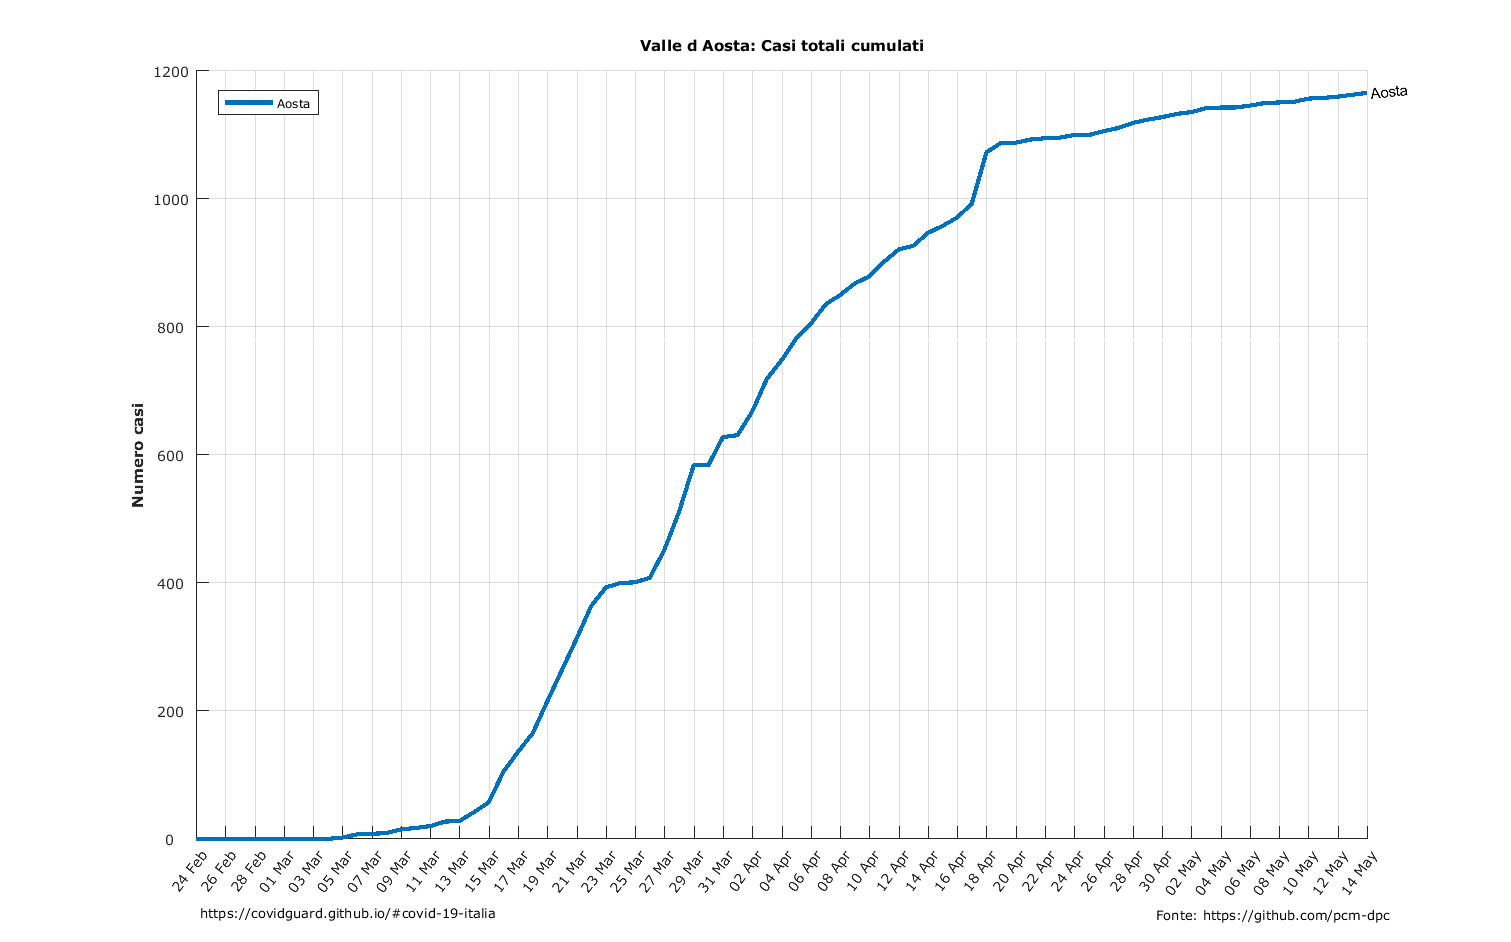 Valle d Aosta: Casi totali cumulati
1200
1000
800
600
400
200
0
Numero casi
Aosta
Aosta
24 Feb
26 Feb
28 Feb
01 Mar
03 Mar
05 Mar
07 Mar
09 Mar
11 Mar
13 Mar
15 Mar
17 Mar
19 Mar
21 Mar
23 Mar
25 Mar
27 Mar
29 Mar
31 Mar
02 Apr
04 Apr
06 Apr
08 Apr
10 Apr
12 Apr
14 Apr
16 Apr
18 Apr
20 Apr
22 Apr
24 Apr
26 Apr
28 Apr
30 Apr
02 May
04 May
06 May
08 May
10 May
12 May
14 May
https://covidguard.github.io/#covid-19-italia
Fonte: https://github.com/pcm-dpc